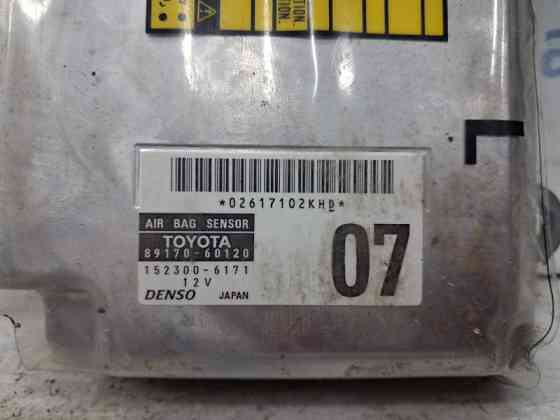 *02617102KHD*
AIR BAG SENSOR
TOYOTA
89170-60120
152300-6171
12V
DENSO JAPAN
07
L